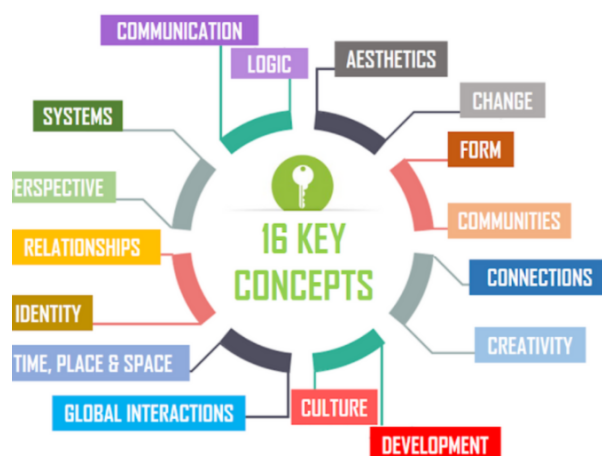 COMMUNICATION
LOGIC
AESTHETICS
CHANGE
SYSTEMS
FORM
PERSPECTIVE
COMMUNITIES
RELATIONSHIPS
16 KEY
CONCEPTS
CONNECTIONS
IDENTITY
CREATIVITY
TIME, PLACE & SPACE
GLOBAL INTERACTIONS
CULTURE
DEVELOPMENT